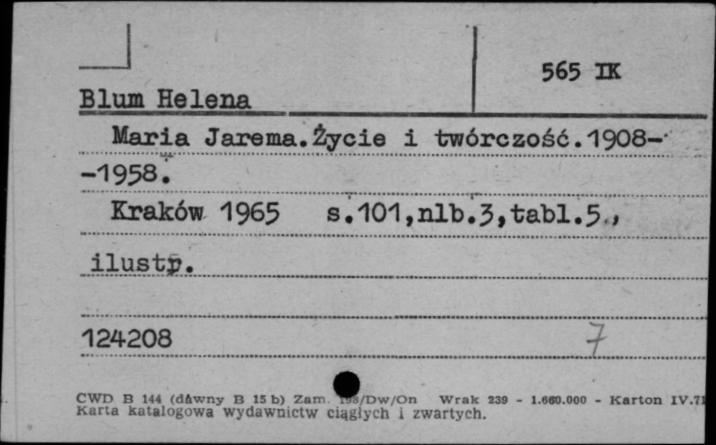 565 IK
Blum Helena
Maria Jarema.Życie i twórczość.1908-
-1958.
Kraków 1965 s.101,nlb.3,tabl.5.,
ilustr.
124208 7
CWD B 144 (dawny B 15 b) Zam. /Dw/On Wrak 239 - 1.660.000 - Karton IV.71
Karta katalogowa wydawnictw ciągłych i zwartych.